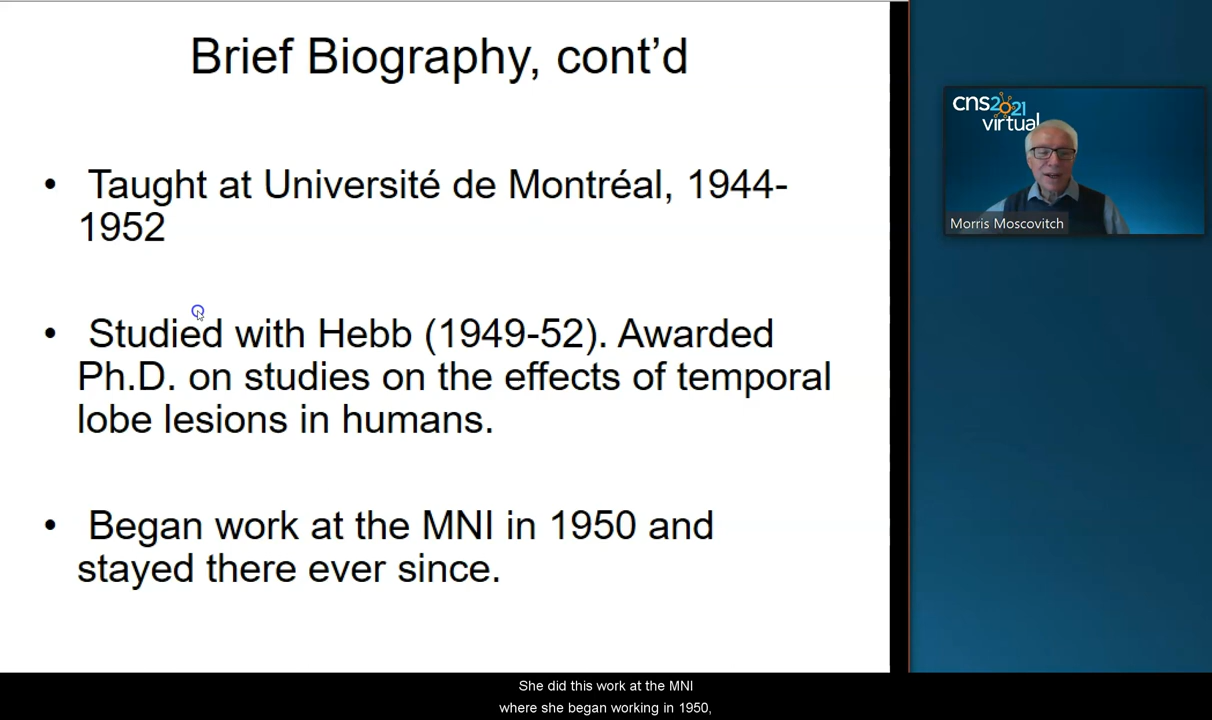 Brief Biography, cont’d
• Taught at Université de Montréal, 1944-
1952
• Studied with Hebb (1949-52). Awarded
Ph.D. on studies on the effects of temporal
lobe lesions in humans.
• Began work at the MNI in 1950 and
stayed there ever since.
cns2021
virtual
Morris Moscovitch
She did this work at the MNI
where she began working in 1950,